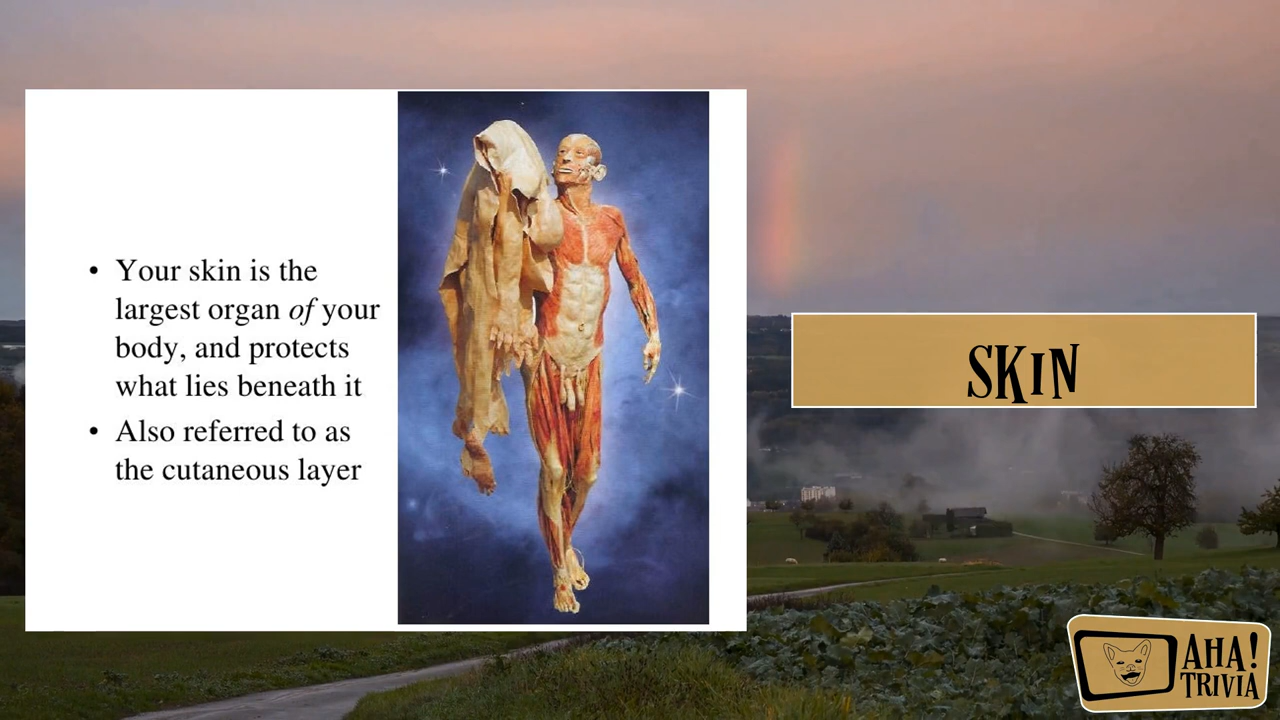 • Your skin is the
largest organ of your
body, and protects
what lies beneath it
• Also referred to as
the cutaneous layer
SKIN
AHA!
TRIVIA